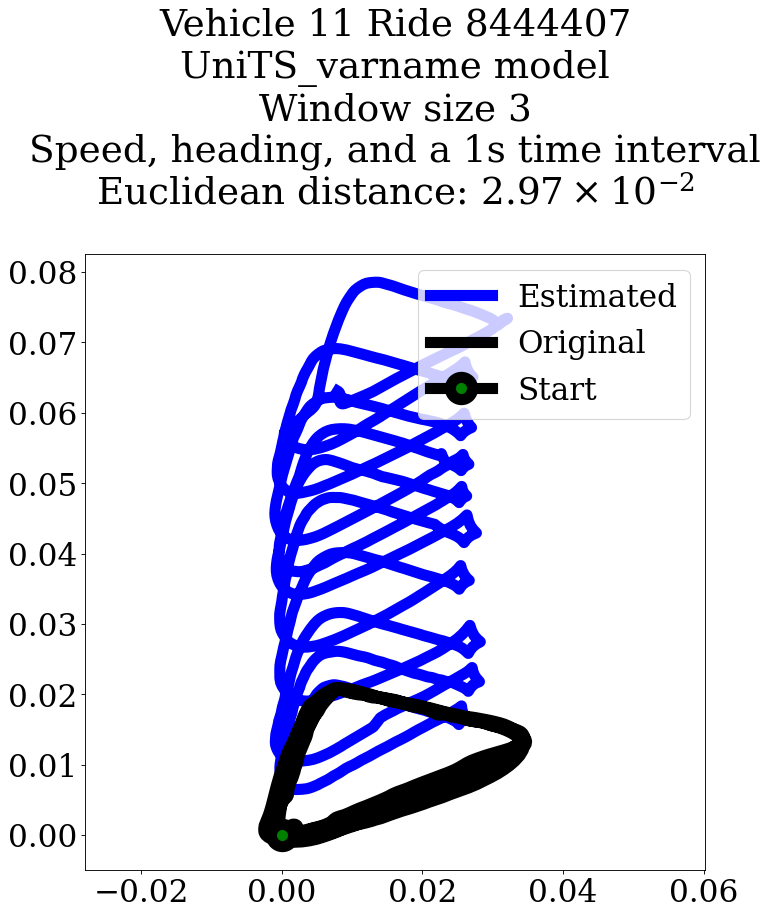 Vehicle 11 Ride 8444407
UniTS_varname model
Window size 3
Speed, heading, and a 1s time interval
Euclidean distance: 2.97 × 10⁻²
0.08
0.07
0.06
0.05
0.04
0.03
0.02
0.01
0.00
Estimated
Original
Start
−0.02 0.00 0.02 0.04 0.06